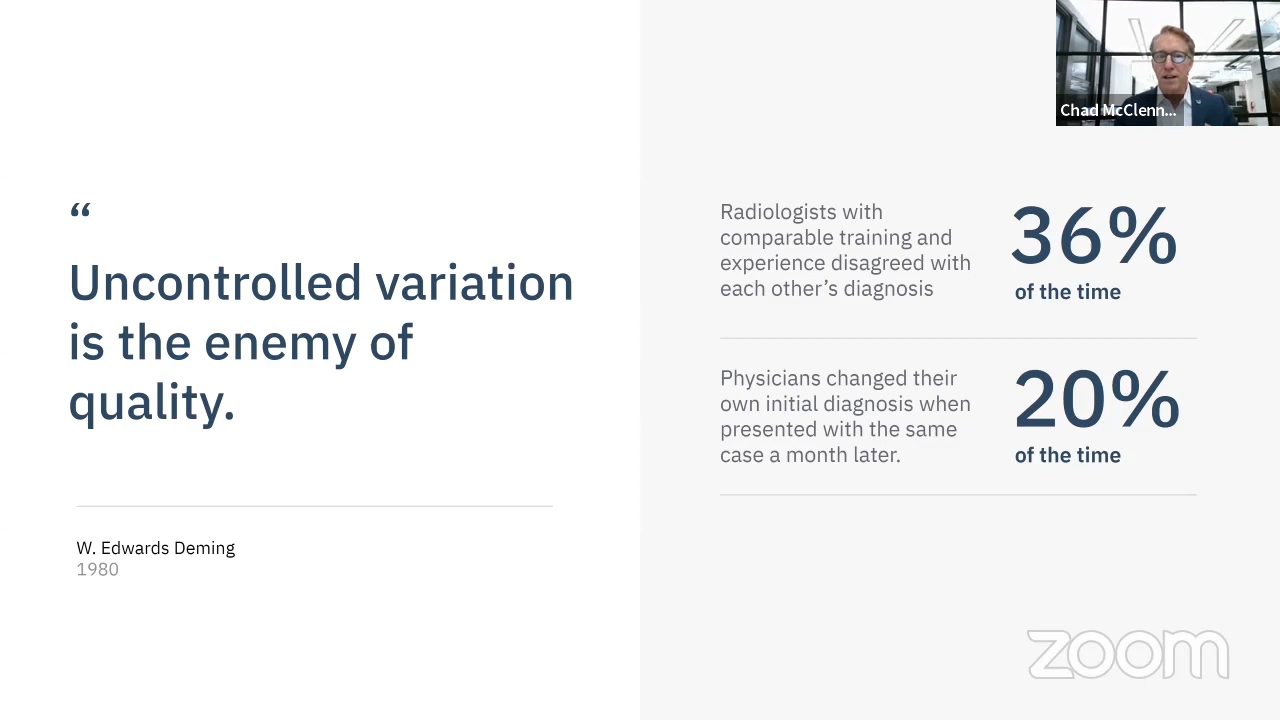 “
Uncontrolled variation
is the enemy of
quality.
W. Edwards Deming
1980
Radiologists with
comparable training and
experience disagreed with
each other’s diagnosis
36%
of the time
Physicians changed their
own initial diagnosis when
presented with the same
case a month later.
20%
of the time
Chad McClenn...
zoom